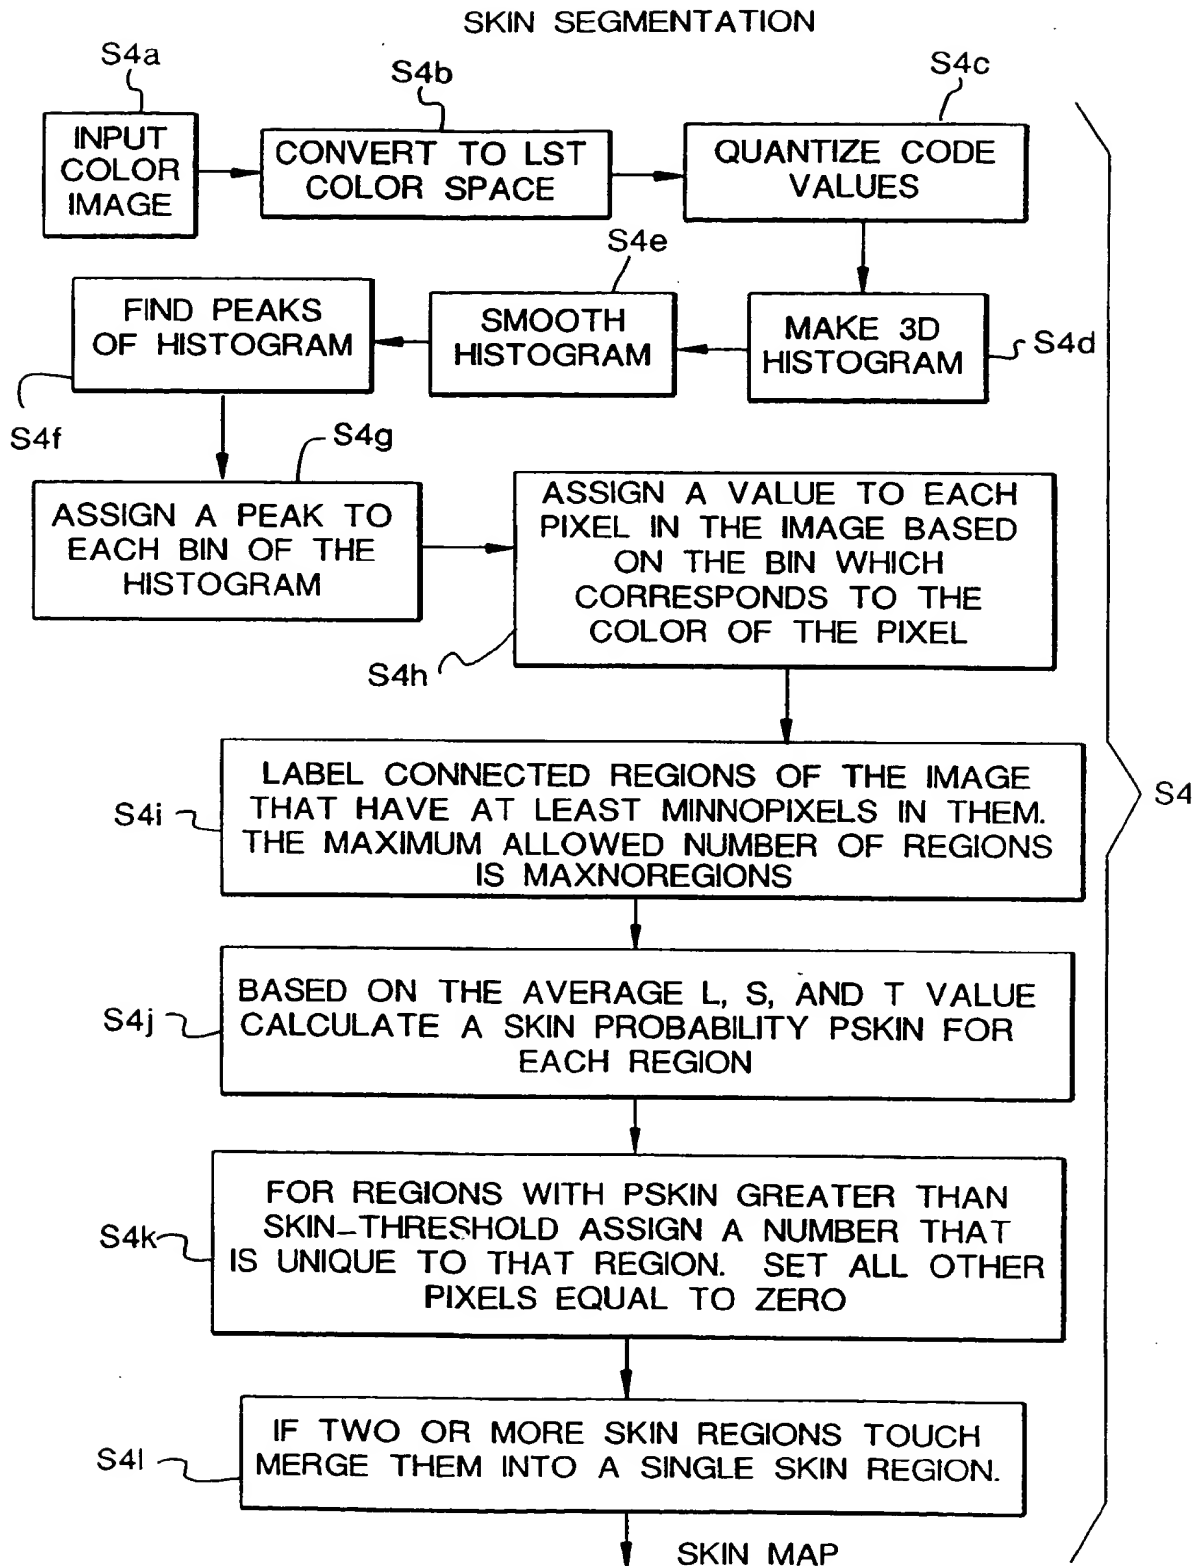 SKIN SEGMENTATION
S4a
S4b
S4c
INPUT
COLOR
IMAGE
CONVERT TO LST
COLOR SPACE
QUANTIZE CODE
VALUES
S4e
FIND PEAKS
OF HISTOGRAM
SMOOTH
HISTOGRAM
MAKE 3D
HISTOGRAM
S4d
S4f
S4g
ASSIGN A PEAK TO
EACH BIN OF THE
HISTOGRAM
ASSIGN A VALUE TO EACH
PIXEL IN THE IMAGE BASED
ON THE BIN WHICH
CORRESPONDS TO THE
COLOR OF THE PIXEL
S4h
LABEL CONNECTED REGIONS OF THE IMAGE
THAT HAVE AT LEAST MINNOPIXELS IN THEM.
THE MAXIMUM ALLOWED NUMBER OF REGIONS
IS MAXNOREGIONS
S4i
S4
BASED ON THE AVERAGE L, S, AND T VALUE
CALCULATE A SKIN PROBABILITY PSKIN FOR
EACH REGION
S4j
FOR REGIONS WITH PSKIN GREATER THAN
SKIN-THRESHOLD ASSIGN A NUMBER THAT
IS UNIQUE TO THAT REGION. SET ALL OTHER
PIXELS EQUAL TO ZERO
S4k
IF TWO OR MORE SKIN REGIONS TOUCH
MERGE THEM INTO A SINGLE SKIN REGION.
S4l
SKIN MAP